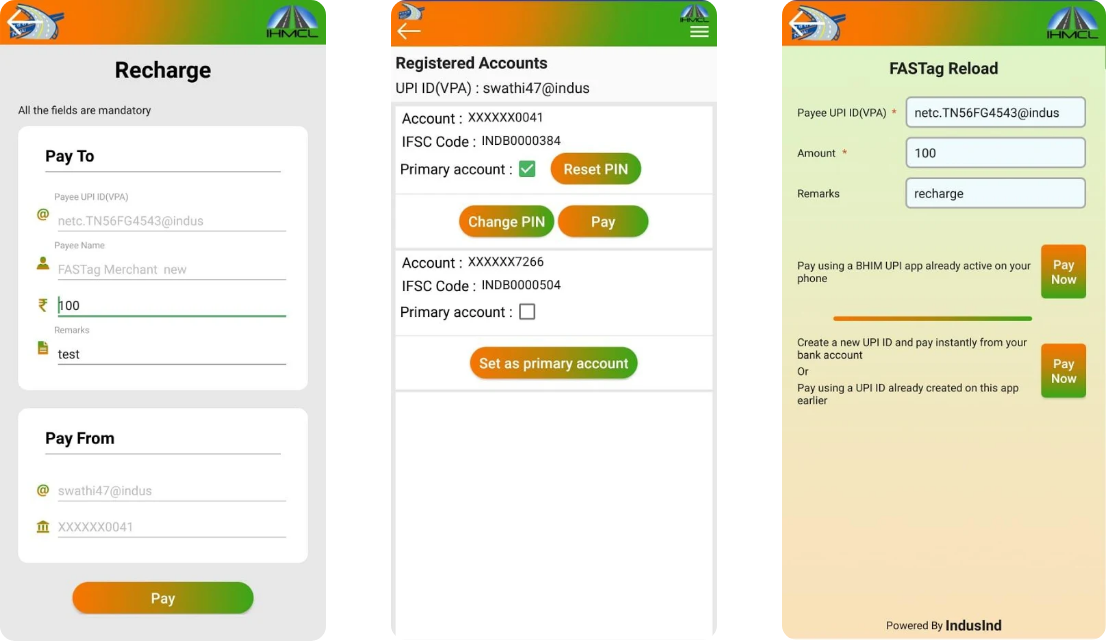 IHMCL
Recharge
All the fields are mandatory
Pay To
Payee UPI ID(VPA)
@ netc.TN56FG4543@indus
Payee Name
FASTag Merchant new
₹ 100
Remarks
test
Pay From
@ swathi47@indus
XXXXXX0041
Pay
IHMCL
Registered Accounts
UPI ID(VPA) : swathi47@indus
Account : XXXXXX0041
IFSC Code : INDB0000384
Primary account :
Reset PIN
Change PIN
Pay
Account : XXXXXX7266
IFSC Code : INDB0000504
Primary account :
Set as primary account
IHMCL
FASTag Reload
Payee UPI ID(VPA) * netc.TN56FG4543@indus
Amount * 100
Remarks recharge
Pay using a BHIM UPI app already active on your
phone
Pay
Now
Create a new UPI ID and pay instantly from your
bank account
Or
Pay using a UPI ID already created on this app
earlier
Pay
Now
Powered By IndusInd